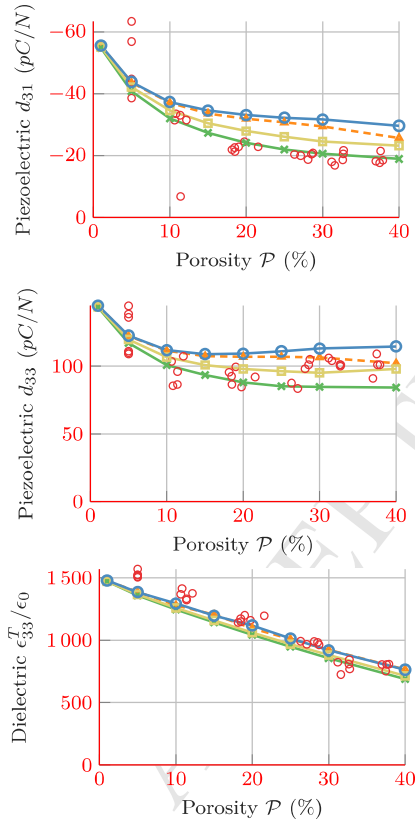 −60
−40
−20
0
Piezoelectric d31 (pC/N)
0 10 20 30 40
Porosity P (%)
100
50
0
Piezoelectric d33 (pC/N)
0 10 20 30 40
Porosity P (%)
1 500
1 000
500
0
Dielectric ϵ^T_33/ϵ0
0 10 20 30 40
Porosity P (%)